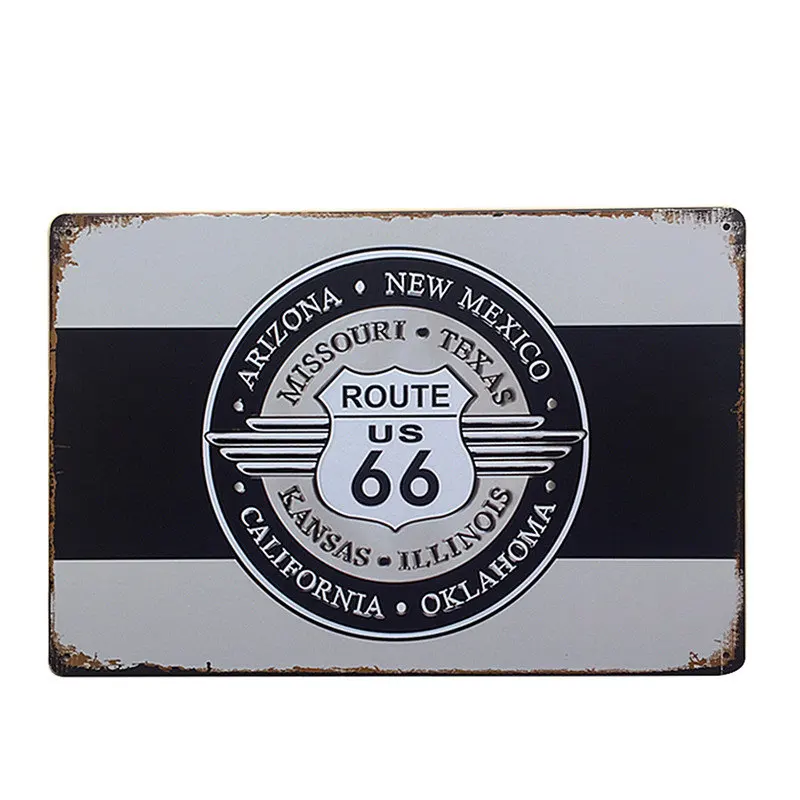 ARIZONA • NEW MEXICO
MISSOURI • TEXAS
ROUTE
US
66
KANSAS • ILLINOIS
CALIFORNIA • OKLAHOMA